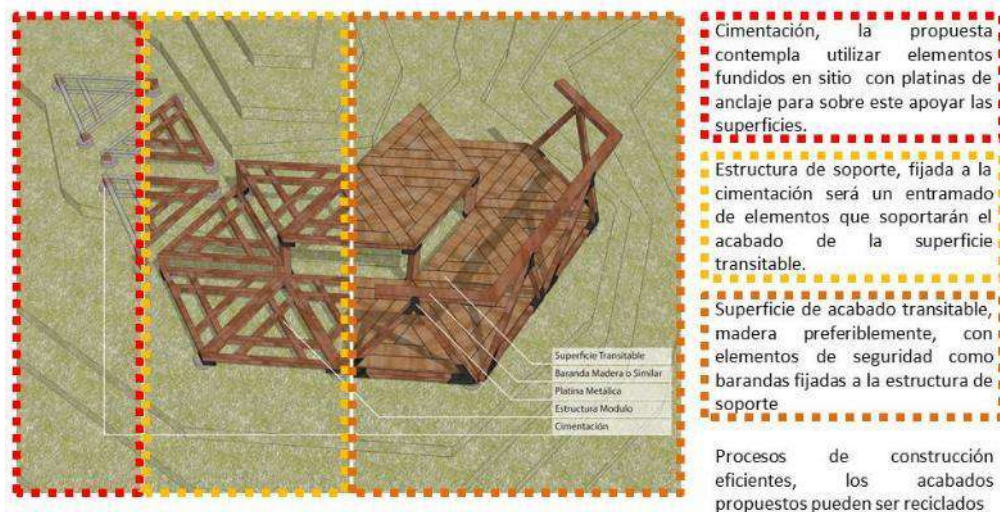 Cimentación, la propuesta
contempla utilizar elementos
fundidos en sitio con platinas de
anclaje para sobre este apoyar las
superficies.
Estructura de soporte, fijada a la
cimentación será un entramado
de elementos que soportarán el
acabado de la superficie
transitable.
Superficie de acabado transitable,
madera preferiblemente, con
elementos de seguridad como
barandas fijadas a la estructura de
soporte
Procesos de construcción
eficientes, los acabados
propuestos pueden ser reciclados
Superficie Transitable
Baranda Madera o Similar
Platina Metálica
Estructura Modulo
Cimentación